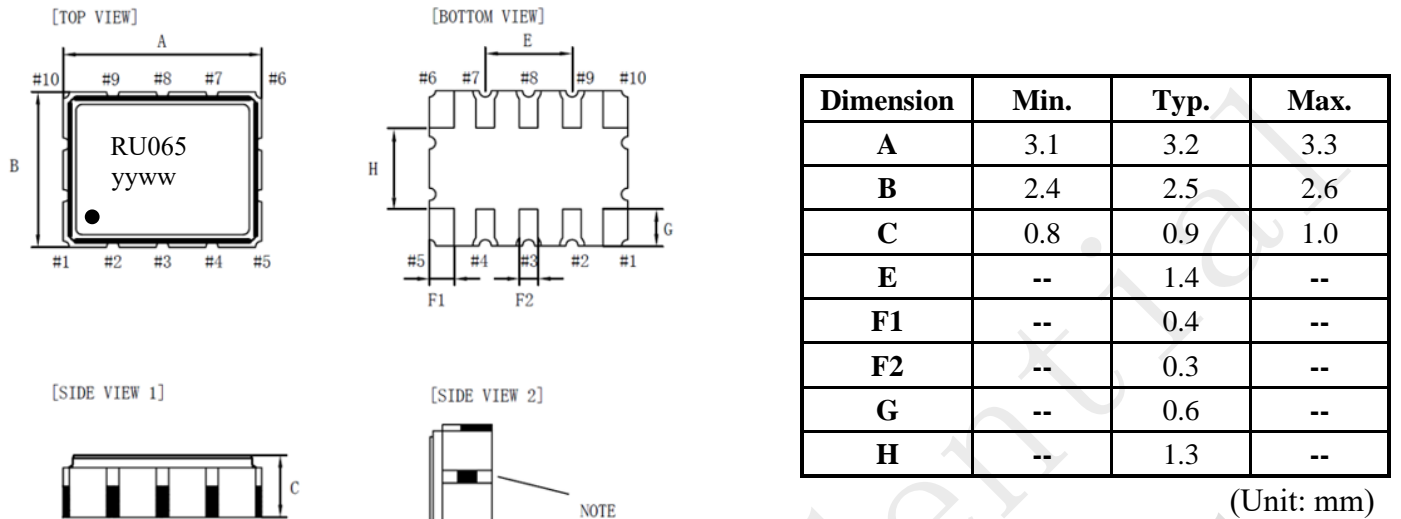 [TOP VIEW]
A
#10 #9 #8 #7 #6
B
RU065
yyww
#1 #2 #3 #4 #5
[BOTTOM VIEW]
E
#6 #7 #8 #9 #10
H
G
#5 #4 #3 #2 #1
F1 F2
[SIDE VIEW 1]
C
[SIDE VIEW 2]
NOTE
Dimension Min. Typ. Max.
A 3.1 3.2 3.3
B 2.4 2.5 2.6
C 0.8 0.9 1.0
E -- 1.4 --
F1 -- 0.4 --
F2 -- 0.3 --
G -- 0.6 --
H -- 1.3 --
(Unit: mm)